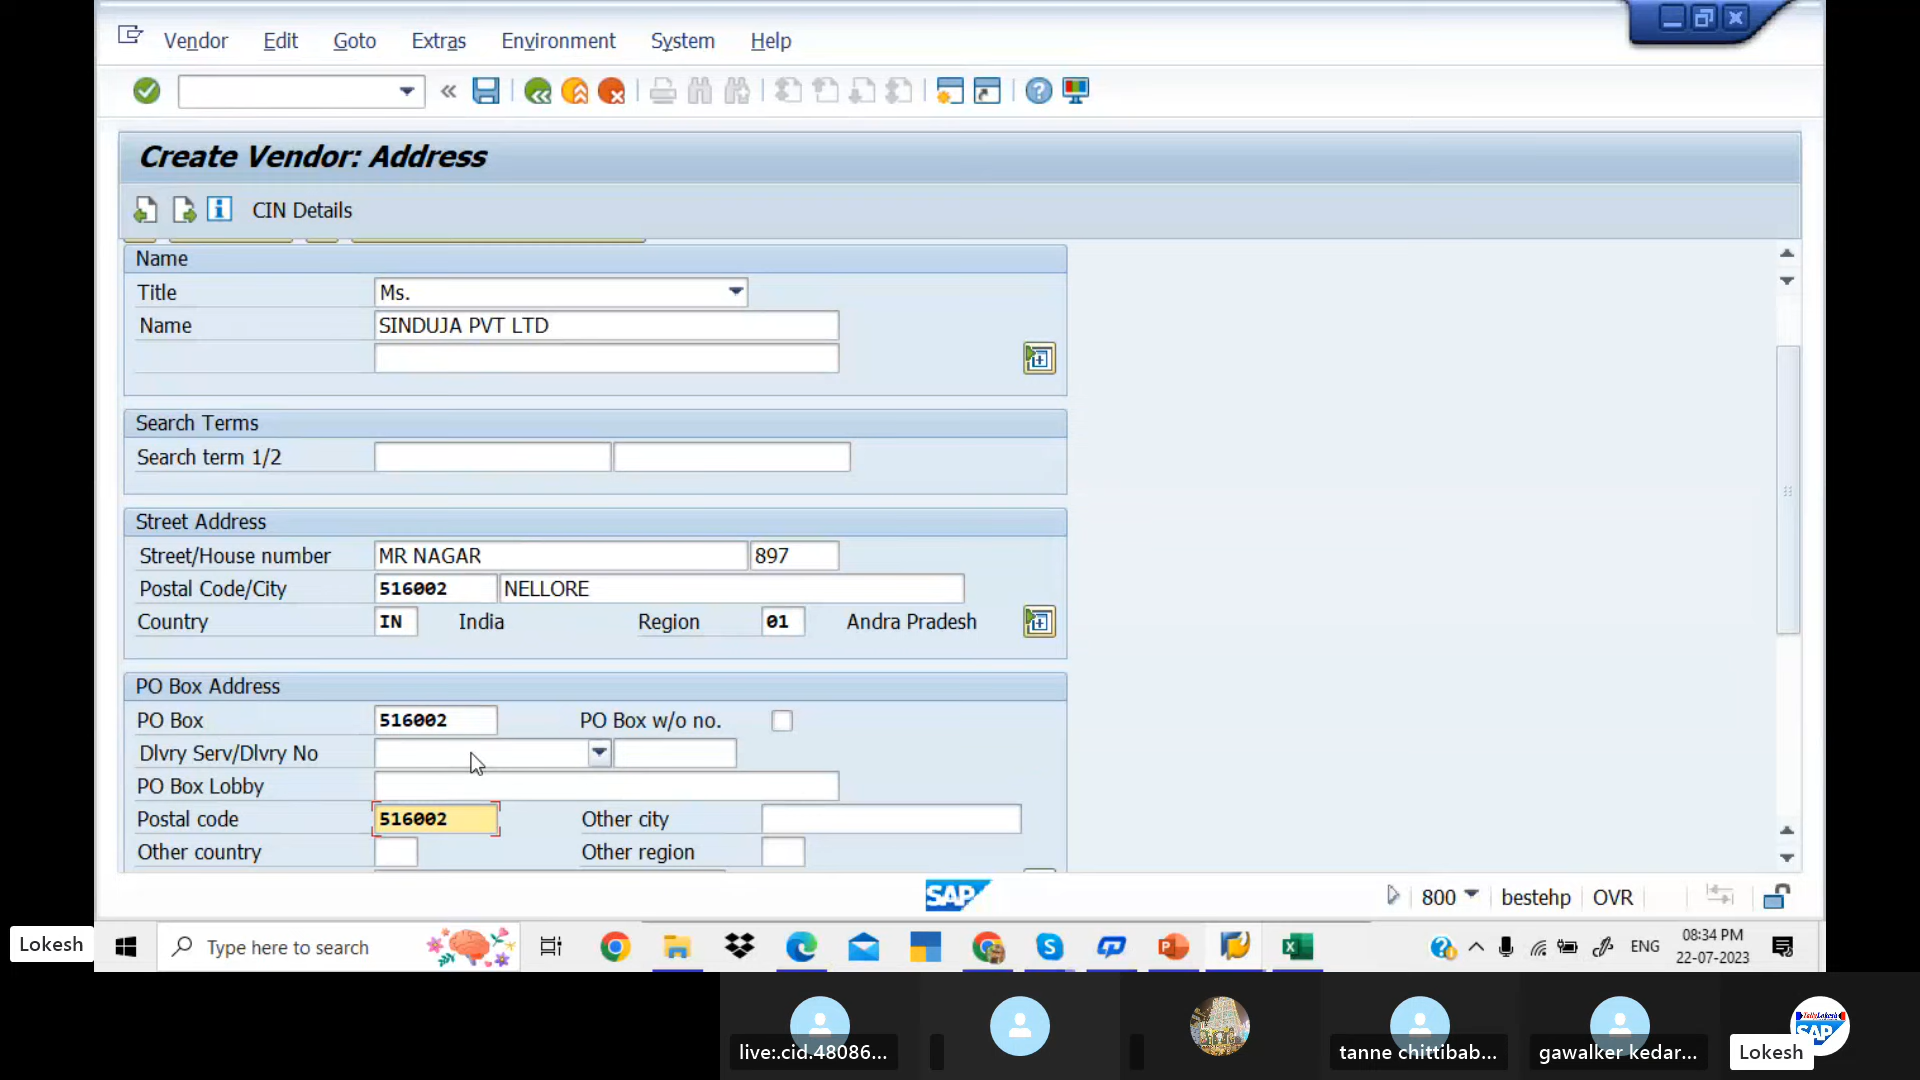 Vendor Edit Goto Extras Environment System Help
Create Vendor: Address
CIN Details
Name
Title Ms.
Name SINDUJA PVT LTD
Search Terms
Search term 1/2
Street Address
Street/House number MR NAGAR 897
Postal Code/City 516002 NELLORE
Country IN India Region 01 Andra Pradesh
PO Box Address
PO Box 516002 PO Box w/o no.
Dlvry Serv/Dlvry No
PO Box Lobby
Postal code 516002 Other city
Other country Other region
SAP 800 bestehp OVR
Lokesh
Type here to search
ENG
08:34 PM
22-07-2023
live:.cid.48086...
tanne chittibab...
gawalker kedar...
Lokesh
SAP